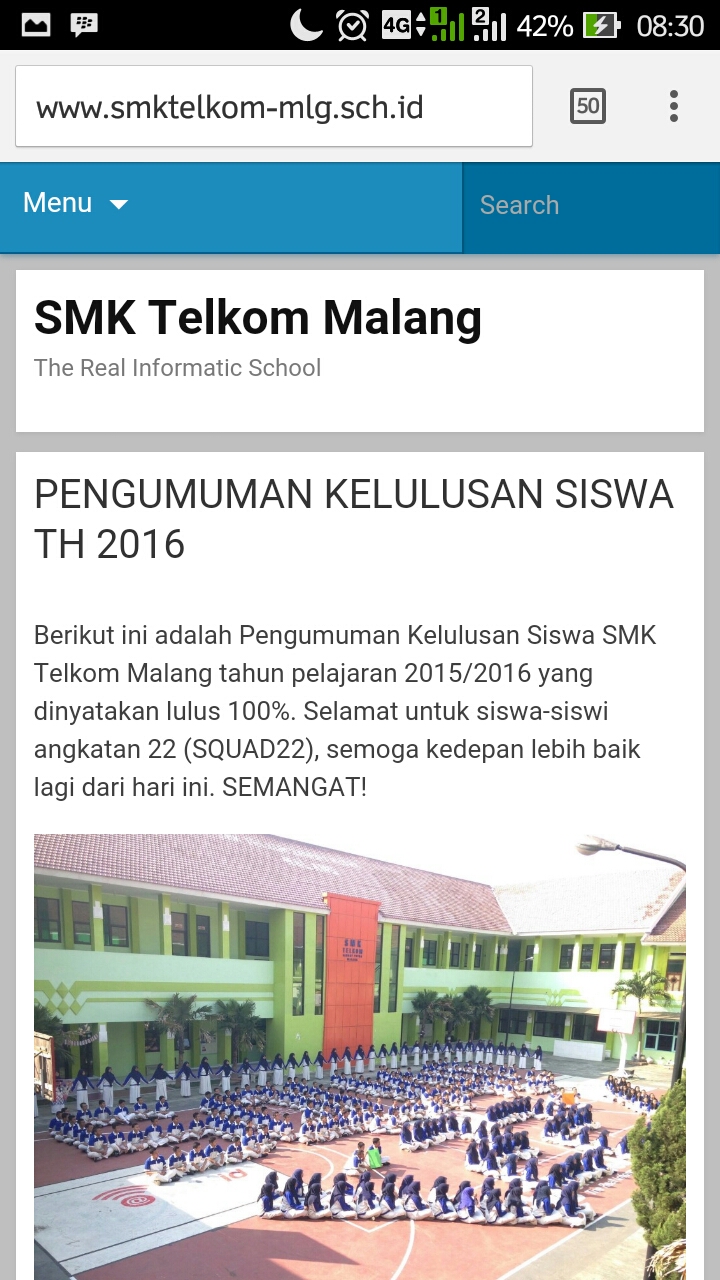 4G 1 2 42% 08:30
www.smktelkom-mlg.sch.id
50
Menu
Search
SMK Telkom Malang
The Real Informatic School
PENGUMUMAN KELULUSAN SISWA
TH 2016
Berikut ini adalah Pengumuman Kelulusan Siswa SMK
Telkom Malang tahun pelajaran 2015/2016 yang
dinyatakan lulus 100%. Selamat untuk siswa-siswi
angkatan 22 (SQUAD22), semoga kedepan lebih baik
lagi dari hari ini. SEMANGAT!
SMK
TELKOM